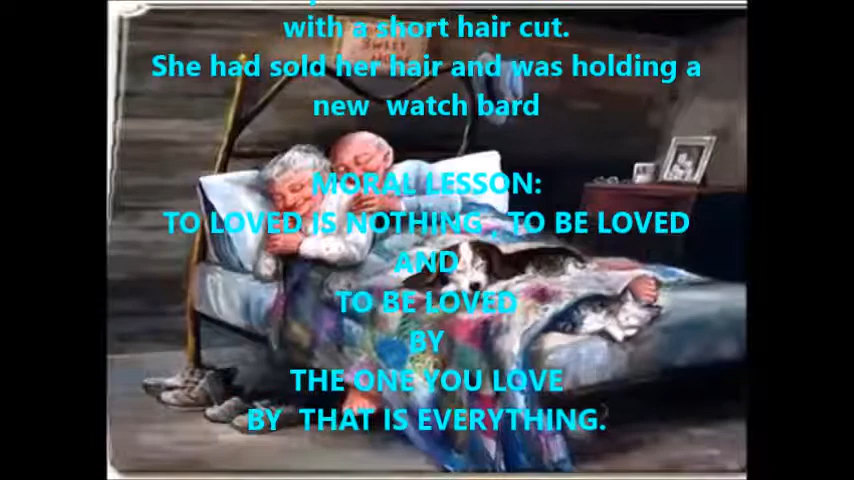 with a short hair cut.
She had sold her hair and was holding a
new watch bard
SWEET
MORAL LESSON:
TO LOVED IS NOTHING , TO BE LOVED
AND
TO BE LOVED
BY
THE ONE YOU LOVE
BY THAT IS EVERYTHING.